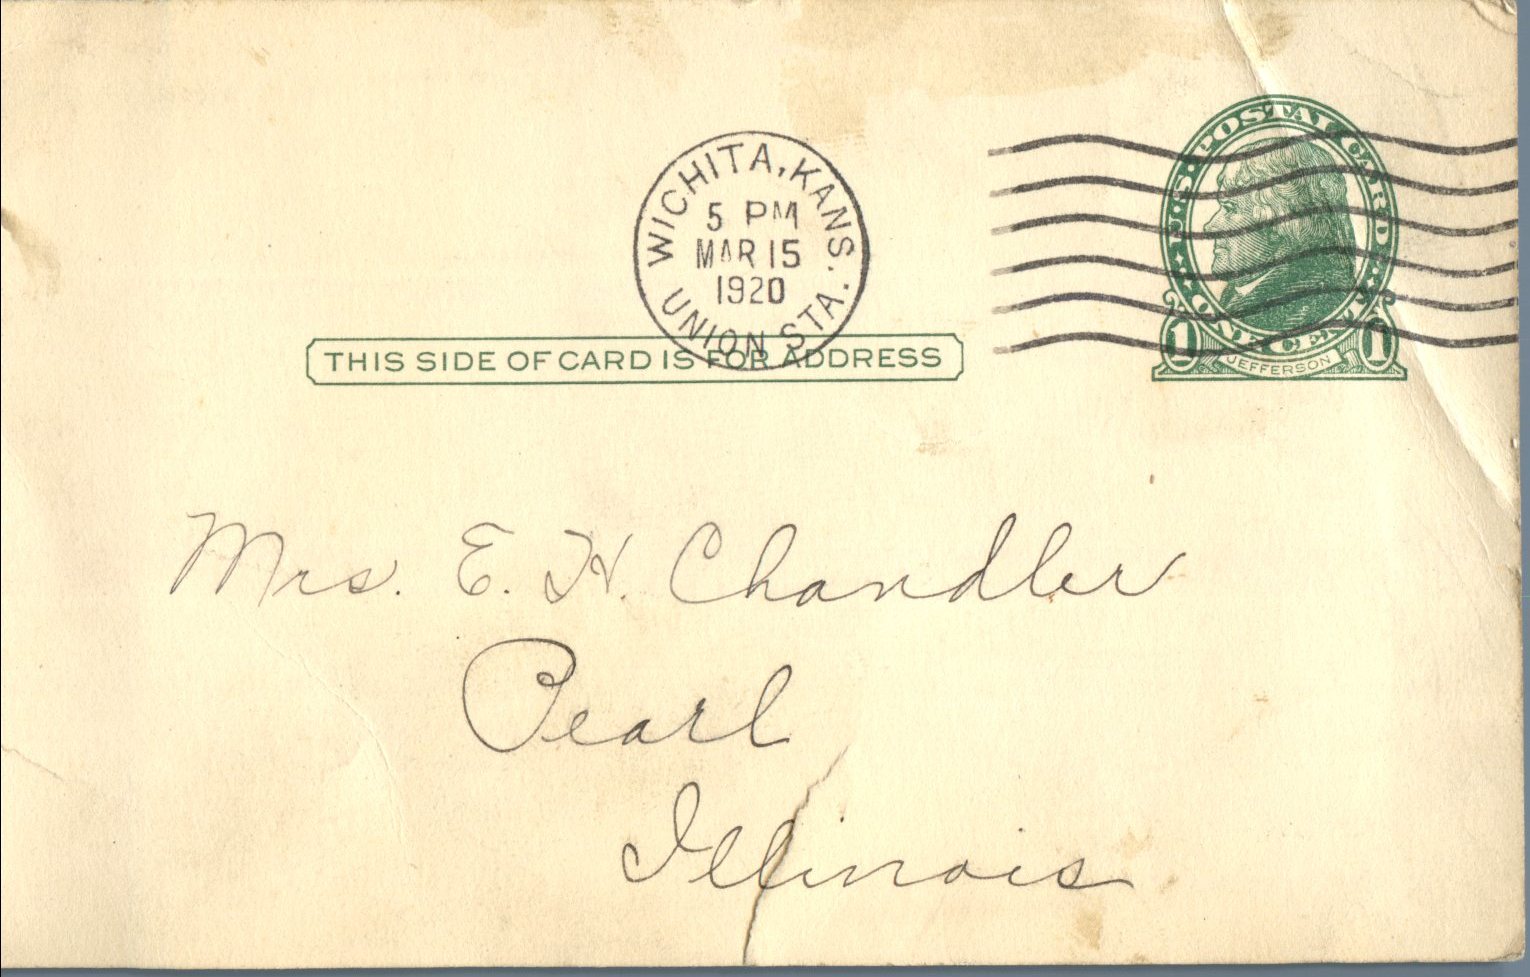 U·S·POSTAL CARD
WICHITA, KANS.
5 PM
MAR 15
1920
UNION STA.
ONE CENT
1 JEFFERSON 1
THIS SIDE OF CARD IS FOR ADDRESS
Mrs. E. H. Chandler
Pearl
Illinois